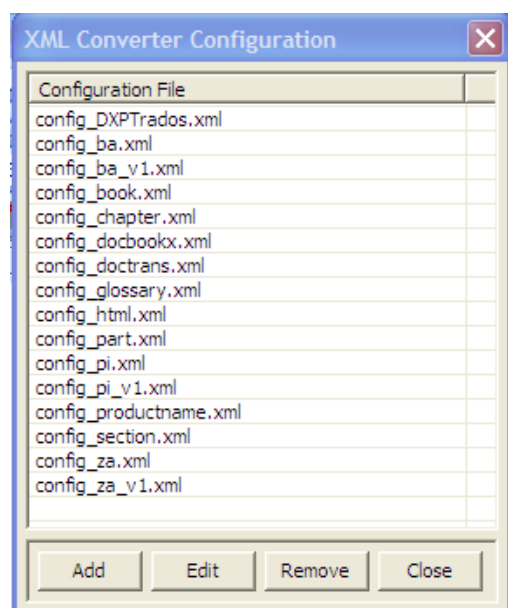 XML Converter Configuration
Configuration File
config_DXPTrados.xml
config_ba.xml
config_ba_v1.xml
config_book.xml
config_chapter.xml
config_docbookx.xml
config_doctrans.xml
config_glossary.xml
config_html.xml
config_part.xml
config_pi.xml
config_pi_v1.xml
config_productname.xml
config_section.xml
config_za.xml
config_za_v1.xml
Add Edit Remove Close